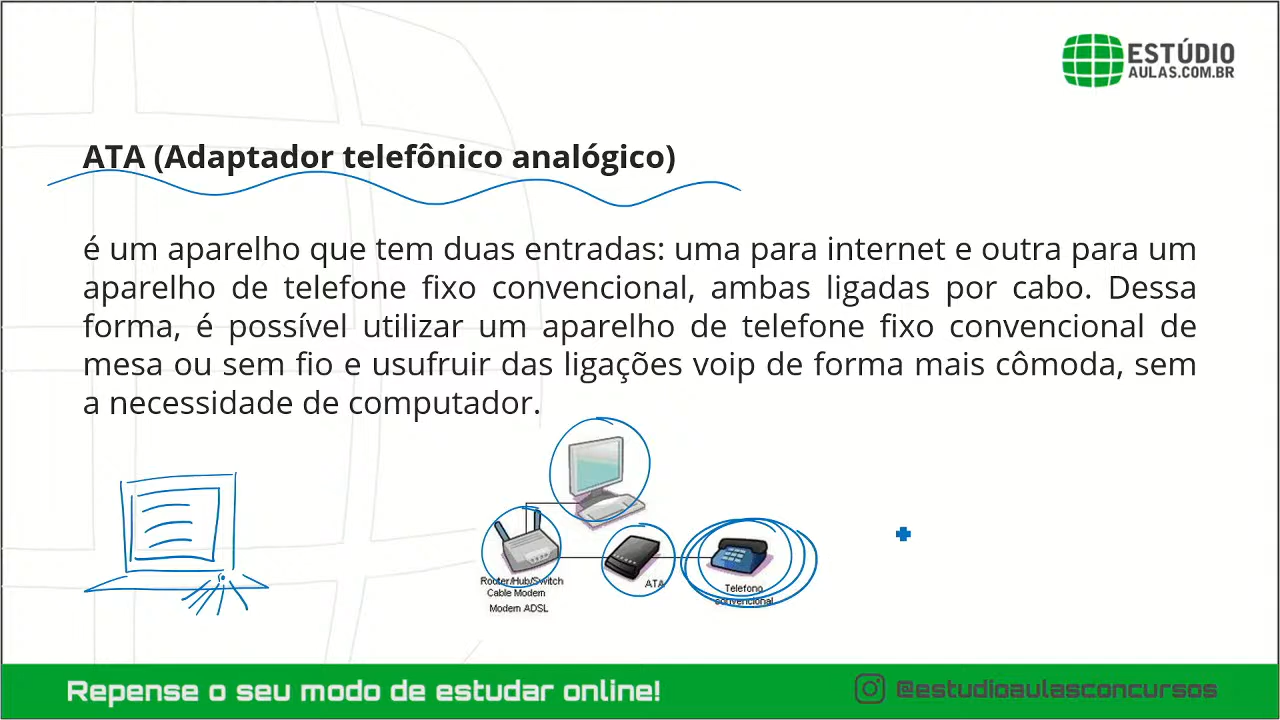 ESTÚDIO
AULAS.COM.BR
ATA (Adaptador telefônico analógico)
é um aparelho que tem duas entradas: uma para internet e outra para um
aparelho de telefone fixo convencional, ambas ligadas por cabo. Dessa
forma, é possível utilizar um aparelho de telefone fixo convencional de
mesa ou sem fio e usufruir das ligações voip de forma mais cômoda, sem
a necessidade de computador.
Router/Hub/Switch
Cable Modem
Modem ADSL
ATA
Telefono
convencional
Repense o seu modo de estudar online!
@estudioaulasconcursos